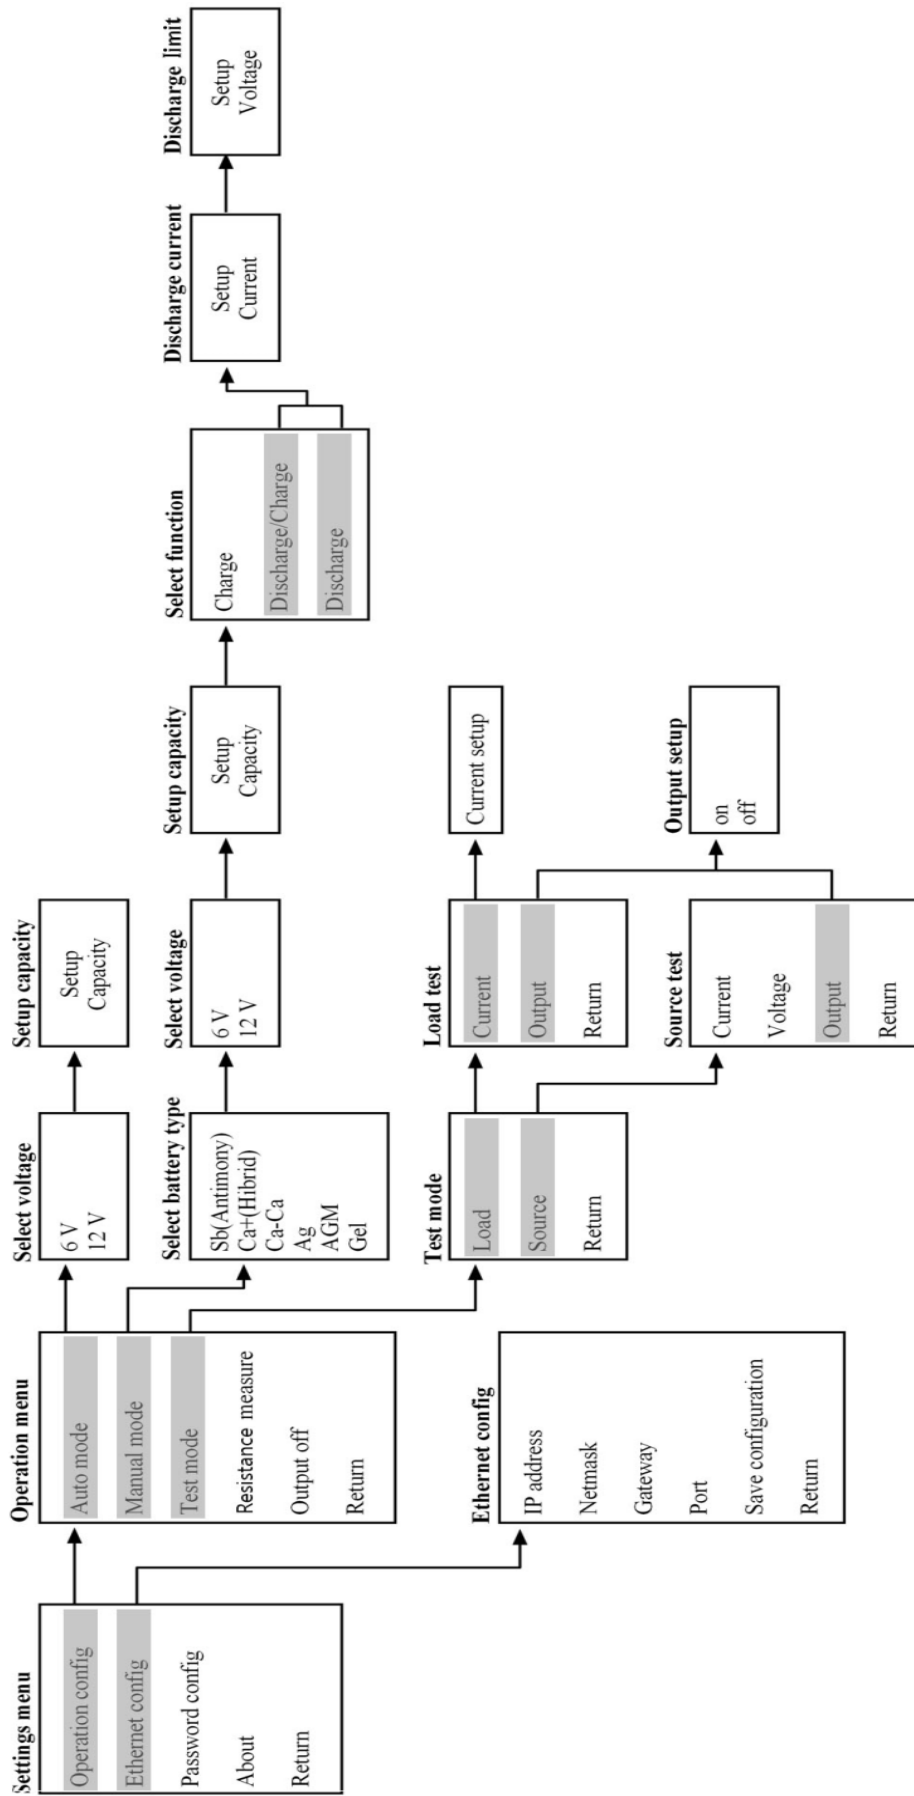 Settings menu
Operation config
Ethernet config
Password config
About
Return
Operation menu
Auto mode
Manual mode
Test mode
Resistance measure
Output off
Return
Ethernet config
IP address
Netmask
Gateway
Port
Save configuration
Return
Select voltage
6 V
12 V
Setup capacity
Setup
Capacity
Select battery type
Sb(Antimony)
Ca+(Hibrid)
Ca-Ca
Ag
AGM
Gel
Select voltage
6 V
12 V
Setup capacity
Setup
Capacity
Select function
Charge
Discharge/Charge
Discharge
Discharge current
Setup
Current
Discharge limit
Setup
Voltage
Test mode
Load
Source
Return
Load test
Current
Output
Return
Current setup
Source test
Current
Voltage
Output
Return
Output setup
on
off